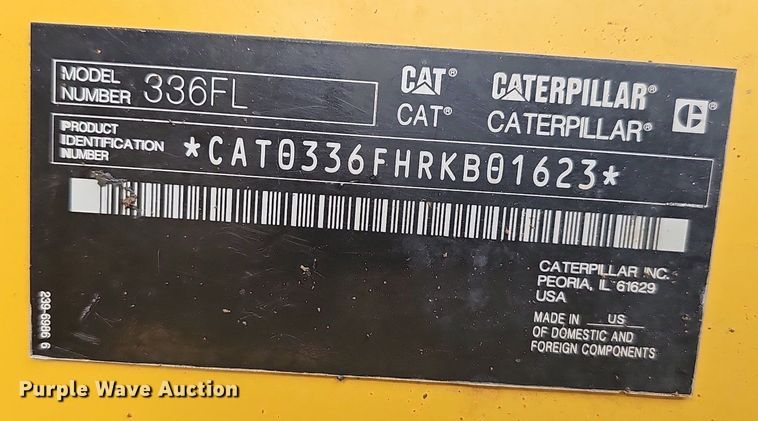 MODEL
NUMBER 336FL
CAT® CATERPILLAR®
CAT® CATERPILLAR®
PRODUCT
IDENTIFICATION
NUMBER *CAT0336FHRKB01623*
CATERPILLAR INC.
PEORIA, IL 61629
USA
MADE IN US
OF DOMESTIC AND
FOREIGN COMPONENTS
239-6986 6
Purple Wave Auction